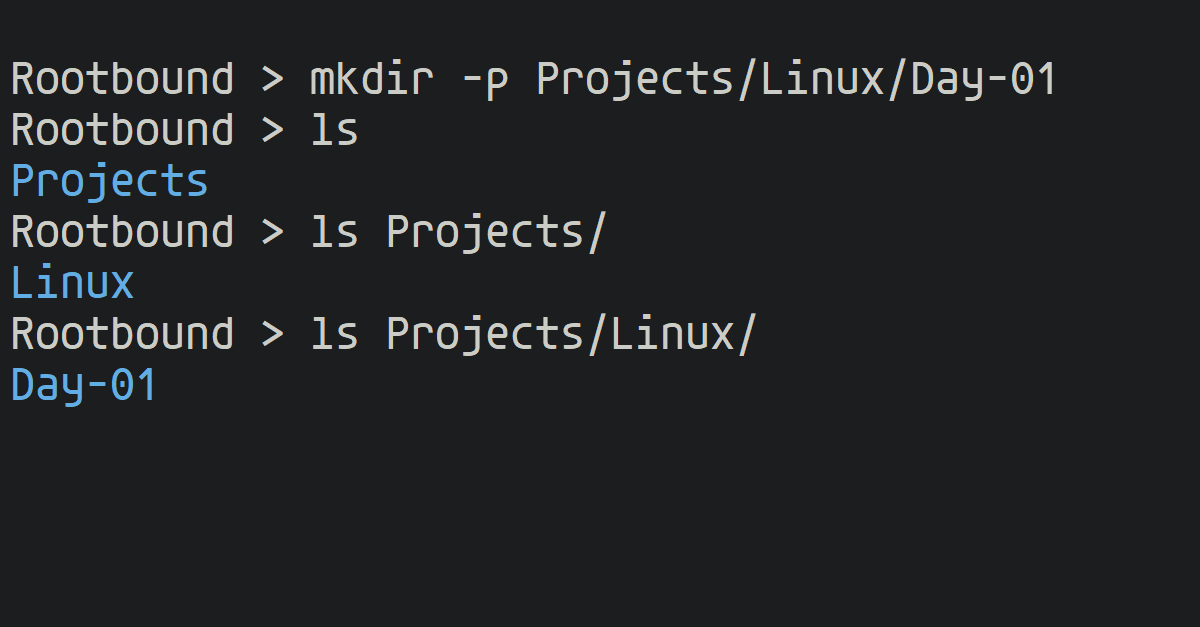 Rootbound > mkdir -p Projects/Linux/Day-01
Rootbound > ls
Projects
Rootbound > ls Projects/
Linux
Rootbound > ls Projects/Linux/
Day-01